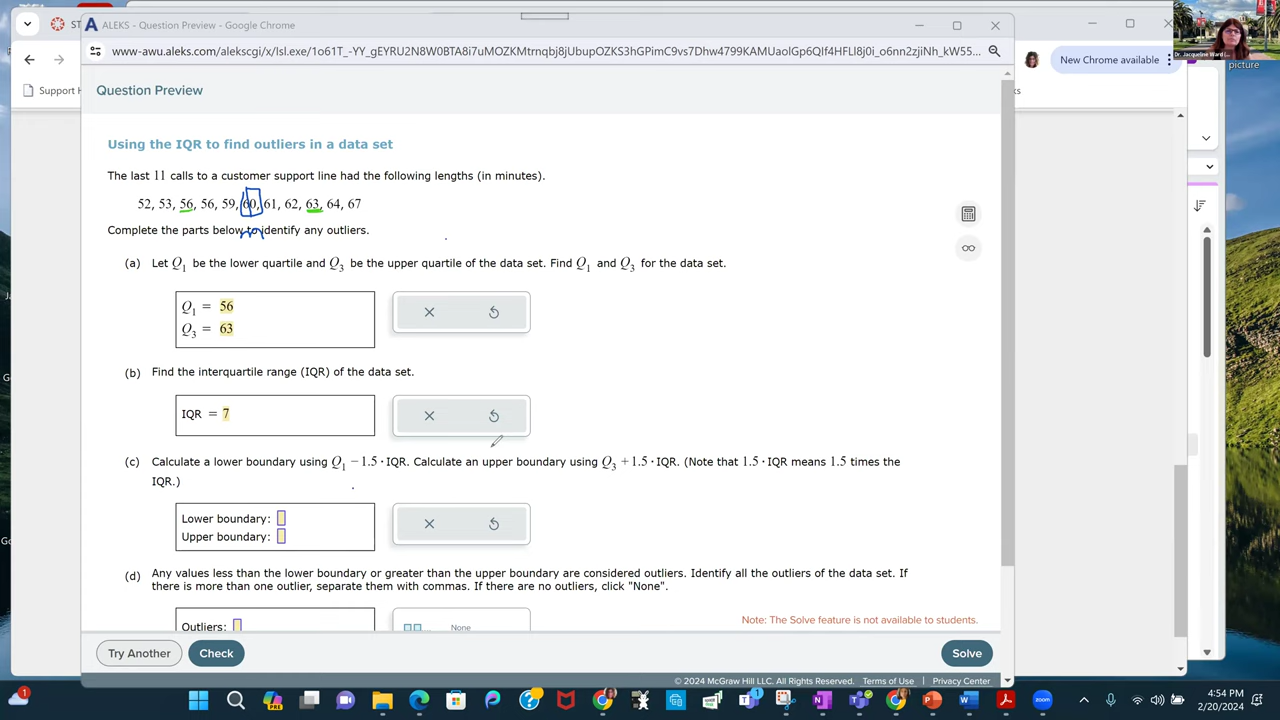 ST
A ALEKS - Question Preview - Google Chrome
Dr. Jacqueline Ward
picture
New Chrome available
Support
Question Preview
Using the IQR to find outliers in a data set
The last 11 calls to a customer support line had the following lengths (in minutes).
52, 53, 56, 56, 59, 60, 61, 62, 63, 64, 67
Complete the parts below to identify any outliers.
(a) Let Q1 be the lower quartile and Q3 be the upper quartile of the data set. Find Q1 and Q3 for the data set.
Q1 = 56
Q3 = 63
(b) Find the interquartile range (IQR) of the data set.
IQR = 7
(c) Calculate a lower boundary using Q1 − 1.5 · IQR. Calculate an upper boundary using Q3 + 1.5 · IQR. (Note that 1.5 · IQR means 1.5 times the
IQR.)
Lower boundary:
Upper boundary:
(d) Any values less than the lower boundary or greater than the upper boundary are considered outliers. Identify all the outliers of the data set. If
there is more than one outlier, separate them with commas. If there are no outliers, click "None".
Outliers:
None
Note: The Solve feature is not available to students.
Try Another
Check
Solve
© 2024 McGraw Hill LLC. All Rights Reserved. Terms of Use | Privacy Center
1
4:54 PM
2/20/2024